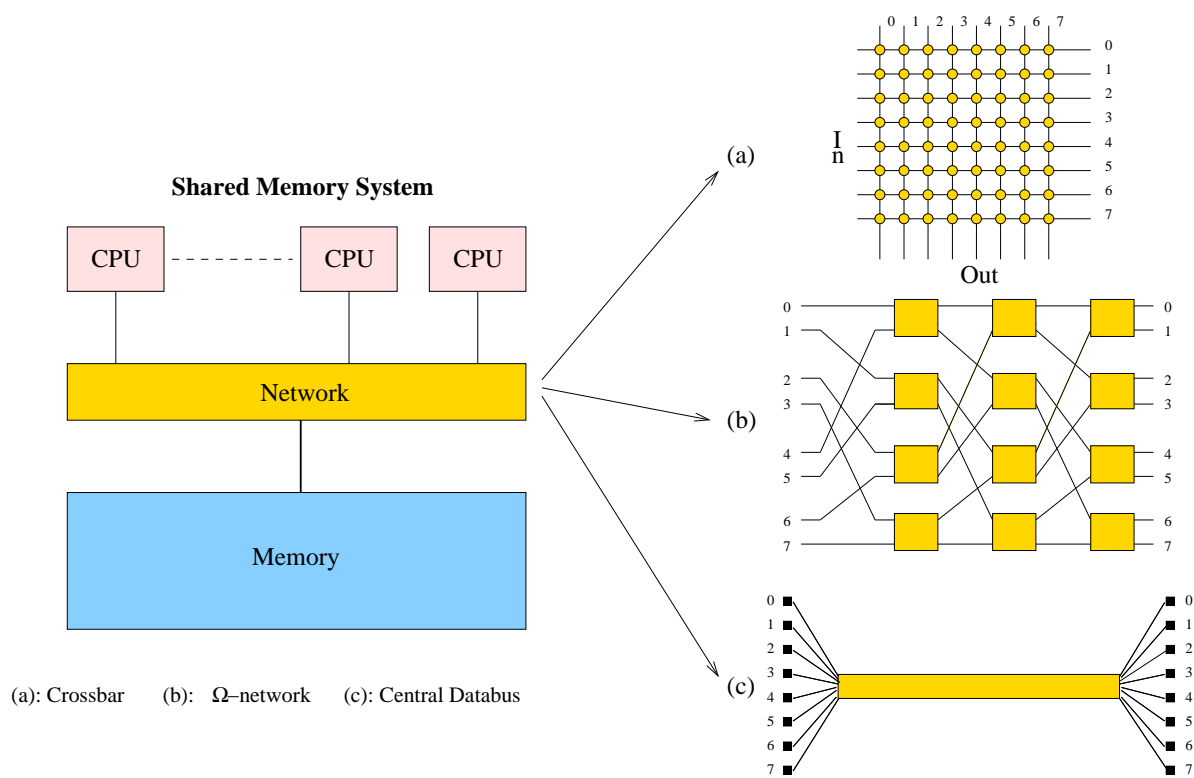 Shared Memory System
CPU CPU CPU
Network
Memory
(a): Crossbar (b): Ω–network (c): Central Databus
(a)
0 1 2 3 4 5 6 7
0
1
2
3
4
5
6
7
In
Out
(b)
0 0
1 1
2 2
3 3
4 4
5 5
6 6
7 7
(c)
0 0
1 1
2 2
3 3
4 4
5 5
6 6
7 7